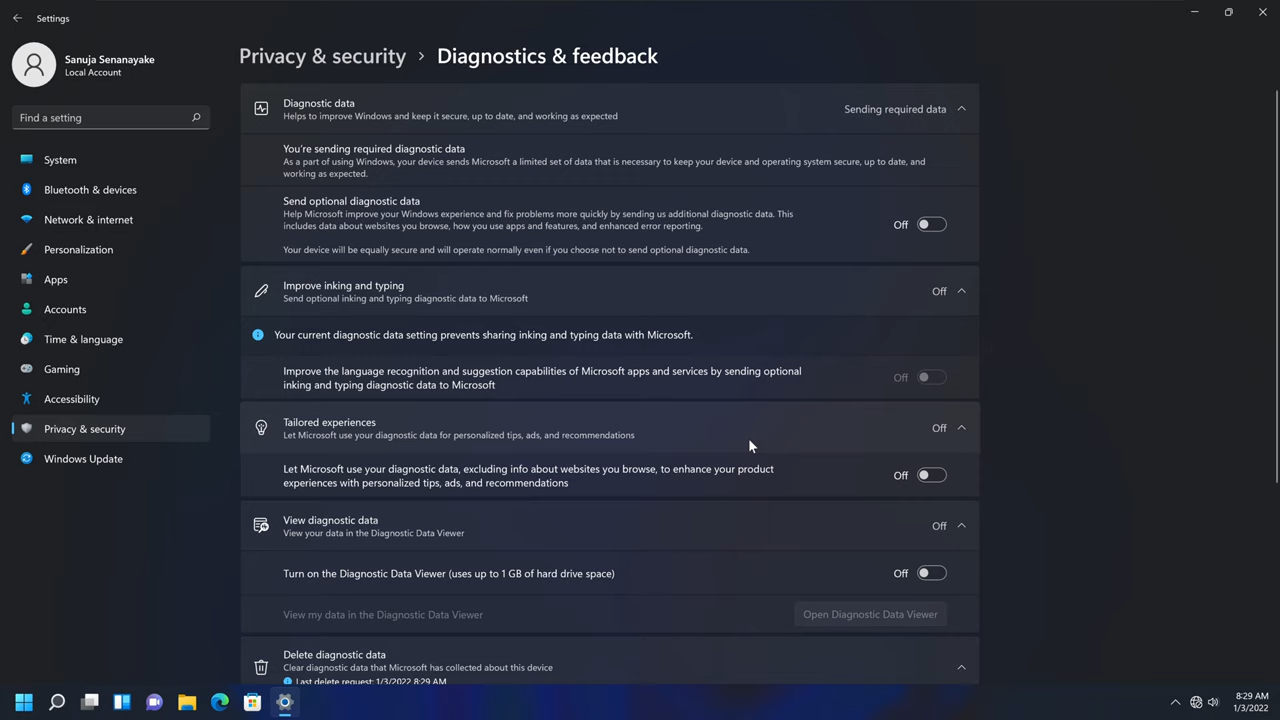 Settings
Sanuja Senanayake
Local Account
Find a setting
System
Bluetooth & devices
Network & internet
Personalization
Apps
Accounts
Time & language
Gaming
Accessibility
Privacy & security
Windows Update
Privacy & security › Diagnostics & feedback
Diagnostic data
Helps to improve Windows and keep it secure, up to date, and working as expected
Sending required data
You're sending required diagnostic data
As a part of using Windows, your device sends Microsoft a limited set of data that is necessary to keep your device and operating system secure, up to date, and
working as expected.
Send optional diagnostic data
Help Microsoft improve your Windows experience and fix problems more quickly by sending us additional diagnostic data. This
includes data about websites you browse, how you use apps and features, and enhanced error reporting.
Off
Your device will be equally secure and will operate normally even if you choose not to send optional diagnostic data.
Improve inking and typing
Send optional inking and typing diagnostic data to Microsoft
Off
Your current diagnostic data setting prevents sharing inking and typing data with Microsoft.
Improve the language recognition and suggestion capabilities of Microsoft apps and services by sending optional
inking and typing diagnostic data to Microsoft
Off
Tailored experiences
Let Microsoft use your diagnostic data for personalized tips, ads, and recommendations
Off
Let Microsoft use your diagnostic data, excluding info about websites you browse, to enhance your product
experiences with personalized tips, ads, and recommendations
Off
View diagnostic data
View your data in the Diagnostic Data Viewer
Off
Turn on the Diagnostic Data Viewer (uses up to 1 GB of hard drive space)
Off
View my data in the Diagnostic Data Viewer
Open Diagnostic Data Viewer
Delete diagnostic data
Clear diagnostic data that Microsoft has collected about this device
Last delete request: 1/3/2022 8:29 AM
8:29 AM
1/3/2022